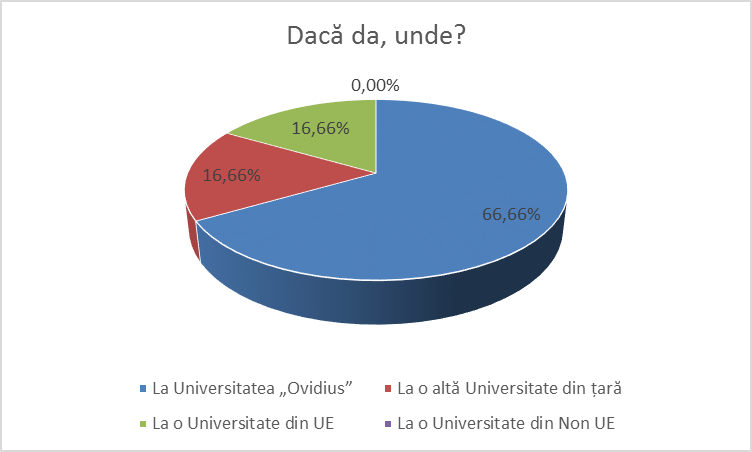 Dacă da, unde?
0,00%
16,66%
16,66%
66,66%
La Universitatea „Ovidius”
La o altă Universitate din țară
La o Universitate din UE
La o Universitate din Non UE